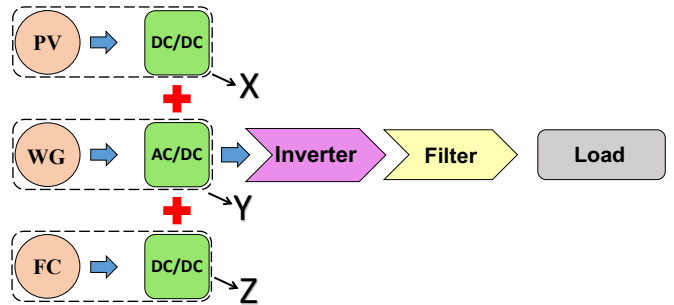 PV DC/DC
X
WG AC/DC Inverter Filter Load
Y
FC DC/DC
Z